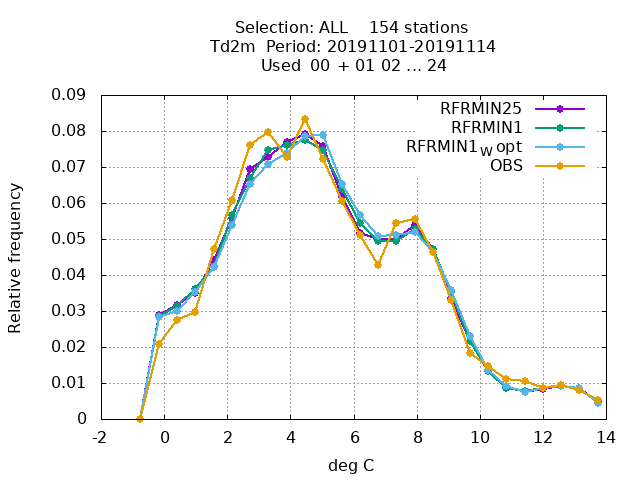 Selection: ALL    154 stations
Td2m  Period: 20191101-20191114
Used  00  + 01 02 ... 24
0.09
0.08
0.07
0.06
0.05
0.04
0.03
0.02
0.01
0
Relative frequency
RFRMIN25
RFRMIN1
RFRMIN1wopt
OBS
-2 0 2 4 6 8 10 12 14
deg C